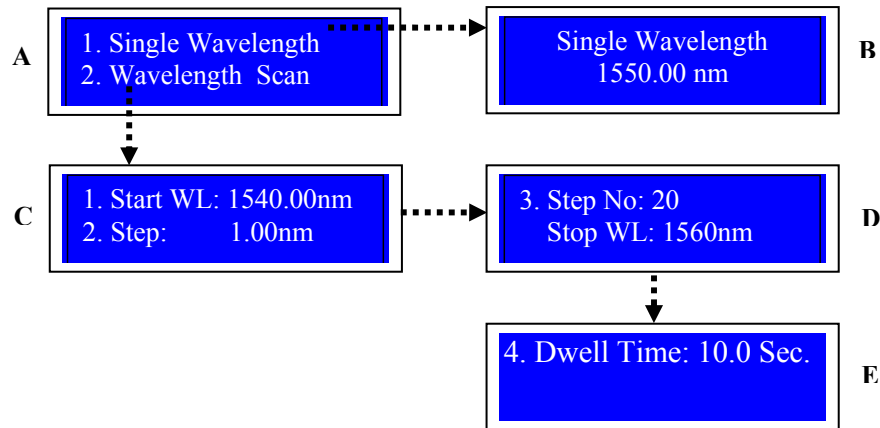 A
1. Single Wavelength
2. Wavelength Scan
Single Wavelength
1550.00 nm
B
C
1. Start WL: 1540.00nm
2. Step: 1.00nm
3. Step No: 20
Stop WL: 1560nm
D
4. Dwell Time: 10.0 Sec.
E